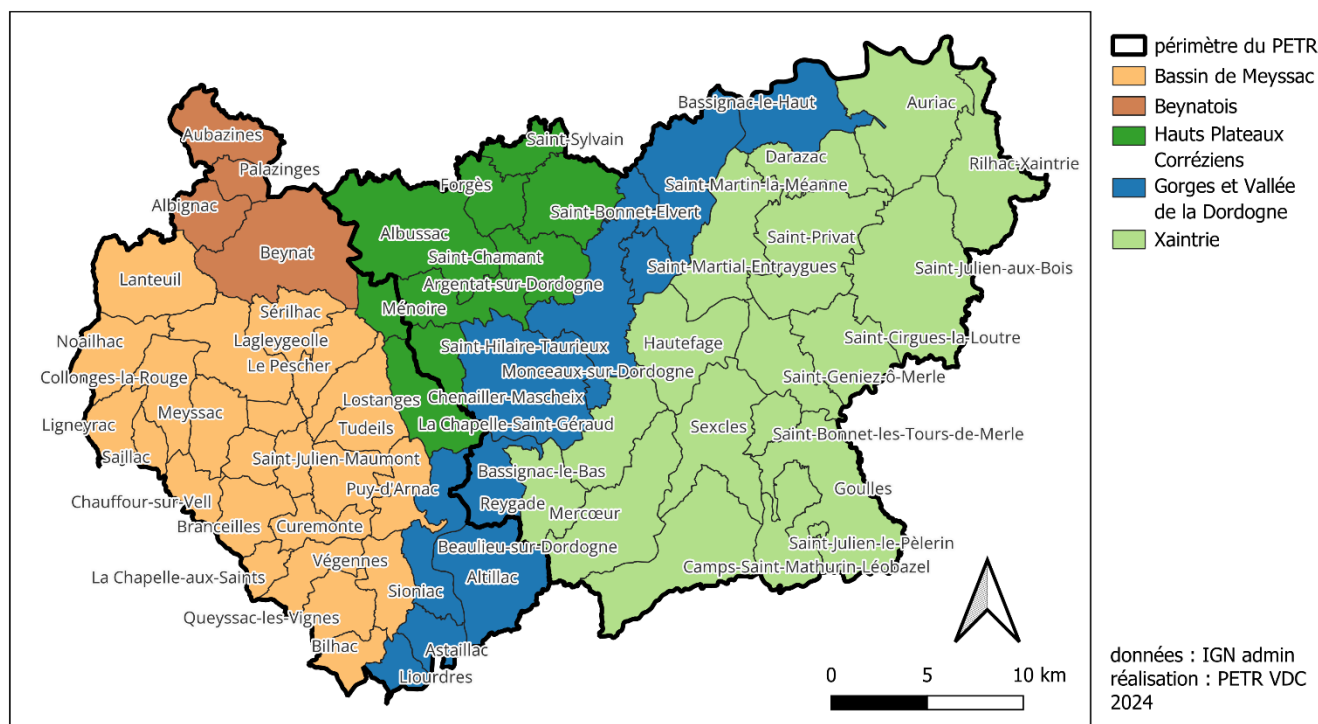 Bassignac-le-Haut
Auriac
Aubazines
Saint-Sylvain
Darazac
Rilhac-Xaintrie
Palazinges
Forgès
Saint-Martin-la-Méanne
Albignac
Saint-Bonnet-Elvert
Albussac
Saint-Privat
Beynat
Saint-Chamant
Saint-Martial-Entraygues
Saint-Julien-aux-Bois
Lanteuil
Argentat-sur-Dordogne
Ménoire
Sérilhac
Noailhac
Lagleygeolle
Saint-Hilaire-Taurieux
Hautefage
Saint-Cirgues-la-Loutre
Le Pescher
Monceaux-sur-Dordogne
Collonges-la-Rouge
Saint-Geniez-ô-Merle
Lostanges
Chenailler-Mascheix
Meyssac
Ligneyrac
Tudeils
La Chapelle-Saint-Géraud
Sexcles
Saint-Bonnet-les-Tours-de-Merle
Saillac
Saint-Julien-Maumont
Bassignac-le-Bas
Puy-d'Arnac
Goulles
Chauffour-sur-Vell
Reygade
Mercœur
Branceilles
Curemonte
Beaulieu-sur-Dordogne
Saint-Julien-le-Pèlerin
Végennes
Camps-Saint-Mathurin-Léobazel
La Chapelle-aux-Saints
Altillac
Sioniac
Queyssac-les-Vignes
Bilhac
Astaillac
Liourdres
0 5 10 km
périmètre du PETR
Bassin de Meyssac
Beynatois
Hauts Plateaux
Corréziens
Gorges et Vallée
de la Dordogne
Xaintrie
données : IGN admin
réalisation : PETR VDC
2024